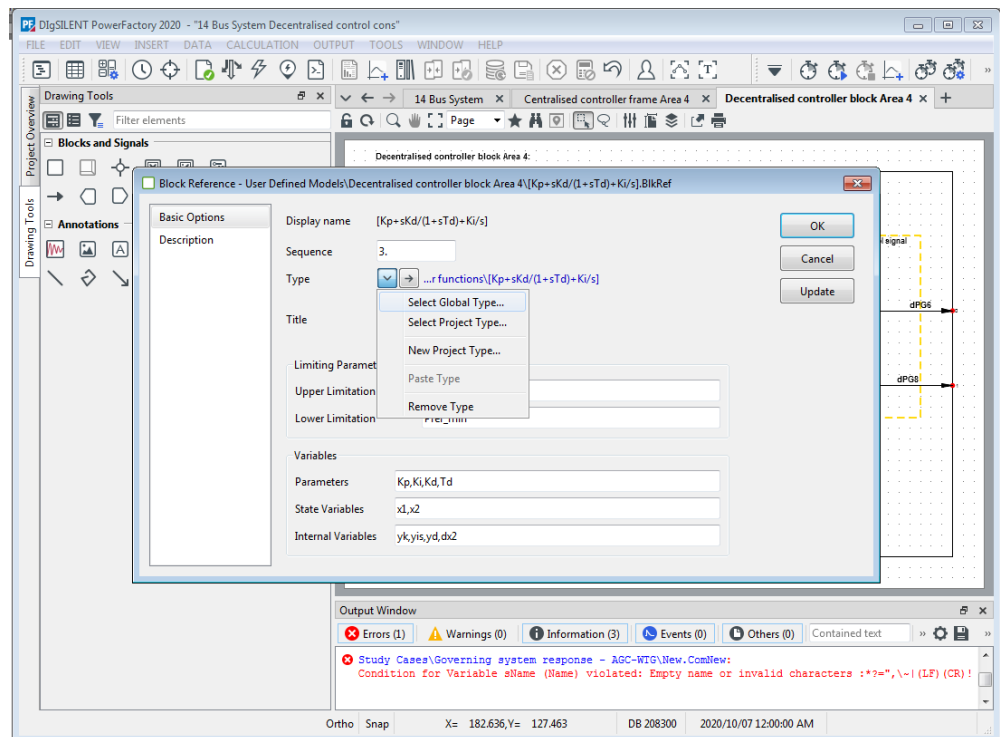 DIgSILENT PowerFactory 2020 - "14 Bus System Decentralised control cons"
FILE EDIT VIEW INSERT DATA CALCULATION OUTPUT TOOLS WINDOW HELP
Drawing Tools
14 Bus System Centralised controller frame Area 4 Decentralised controller block Area 4
Filter elements
Page
Project Overview
Drawing Tools
Blocks and Signals
Annotations
Decentralised controller block Area 4:
Block Reference - User Defined Models\Decentralised controller block Area 4\[Kp+sKd/(1+sTd)+Ki/s].BlkRef
Basic Options
Description
Display name [Kp+sKd/(1+sTd)+Ki/s]
Sequence 3.
Type ...r functions\[Kp+sKd/(1+sTd)+Ki/s]
Select Global Type...
Select Project Type...
New Project Type...
Paste Type
Remove Type
Title
Limiting Paramet
Upper Limitation
Lower Limitation
Variables
Parameters Kp,Ki,Kd,Td
State Variables x1,x2
Internal Variables yk,yis,yd,dx2
OK
Cancel
Update
signal
dPG6
dPG8
Output Window
Errors (1) Warnings (0) Information (3) Events (0) Others (0) Contained text
Study Cases\Governing system response - AGC-WTG\New.ComNew:
Condition for Variable sName (Name) violated: Empty name or invalid characters :*?=",\~|(LF)(CR)!
Ortho Snap X= 182.636,Y= 127.463 DB 208300 2020/10/07 12:00:00 AM